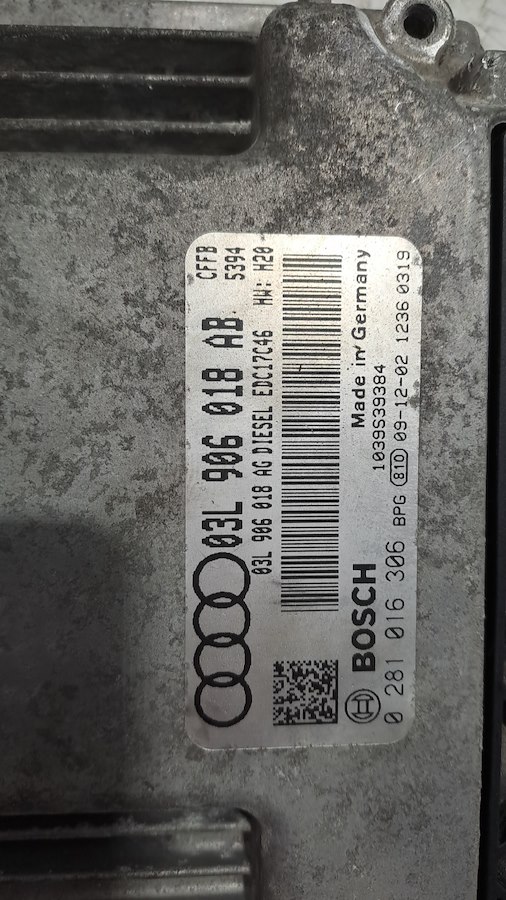 03L 906 018 AB CFFB
5394
03L 906 018 AG DIESEL EDC17C46 HW: H20
BOSCH Made in Germany
1039S39384
0 281 016 306 BPG 810 09-12-02 1236 0319